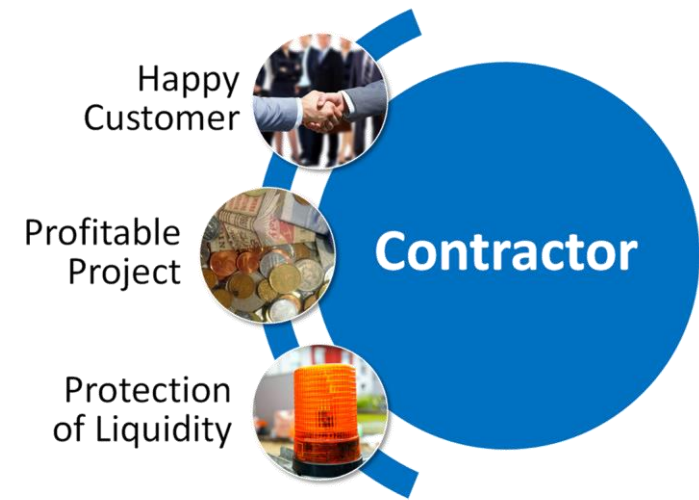 Happy
Customer
Profitable
Project
Contractor
Protection
of Liquidity